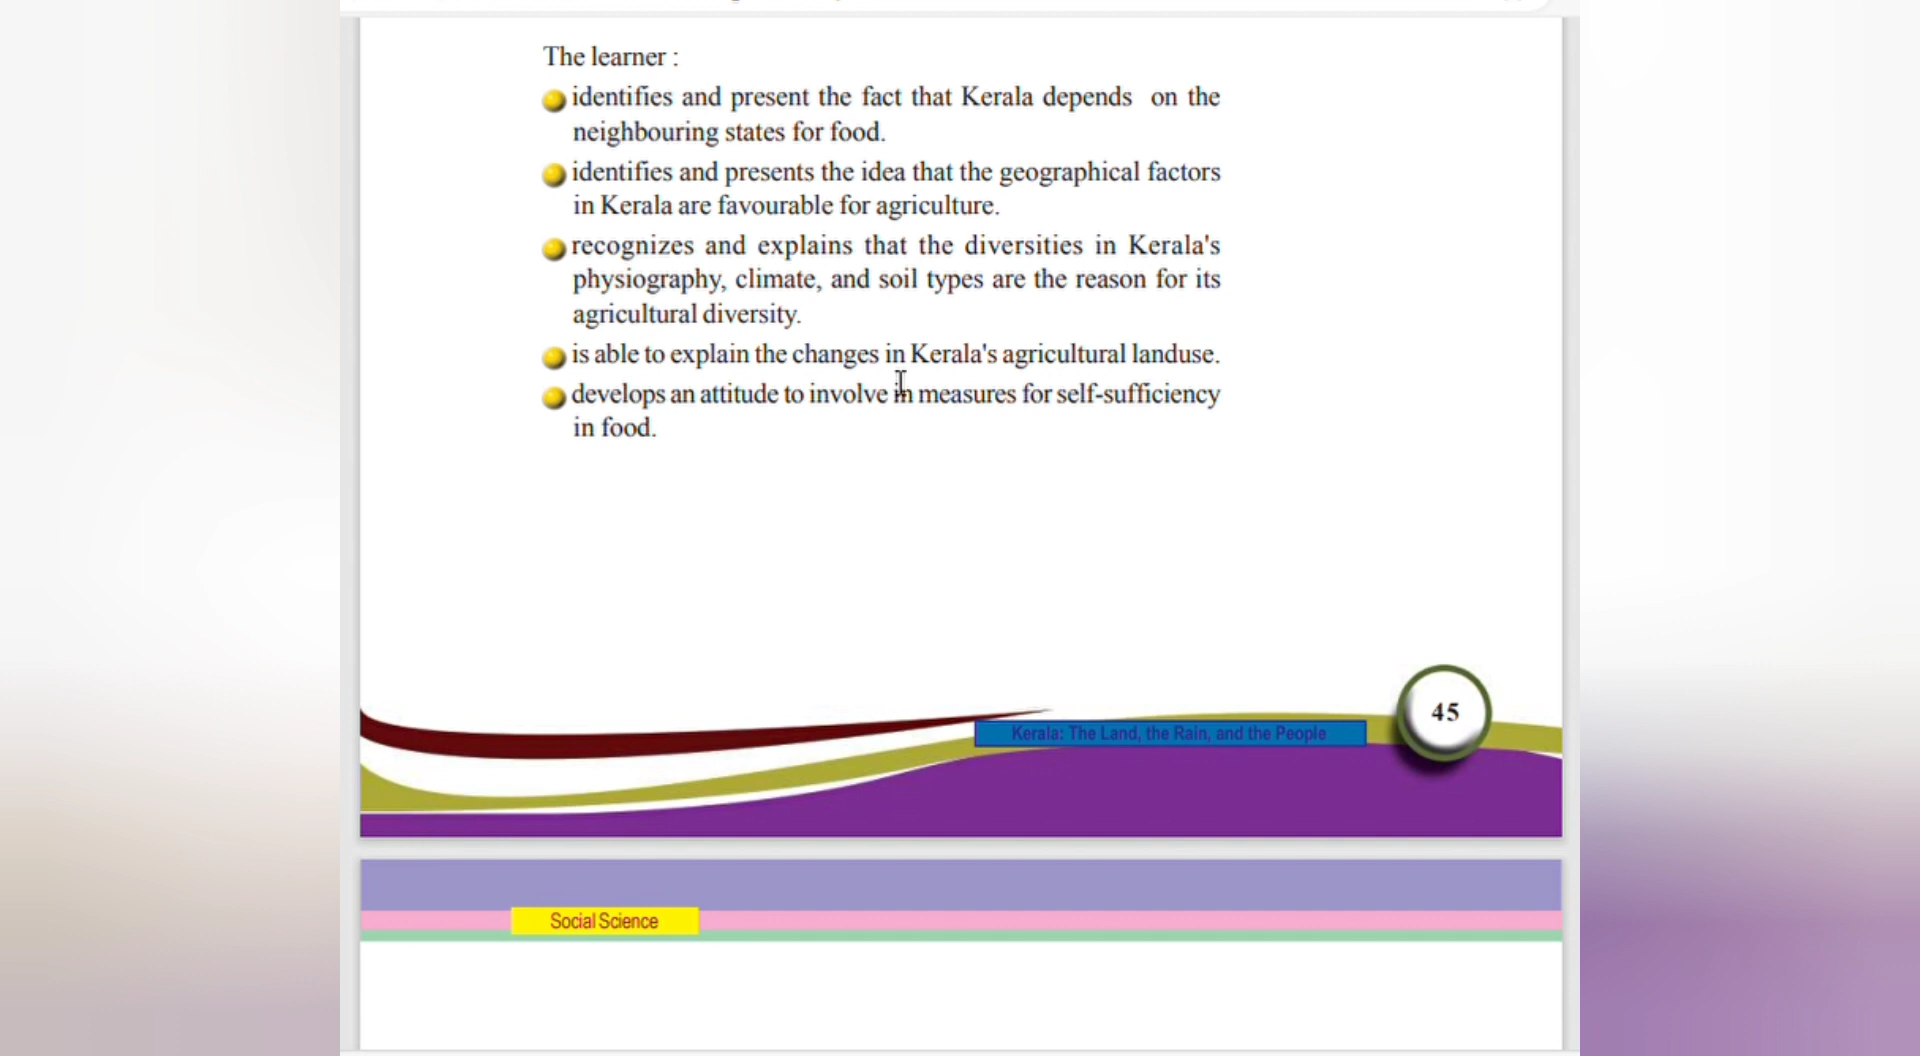 The learner :
identifies and present the fact that Kerala depends on the
neighbouring states for food.
identifies and presents the idea that the geographical factors
in Kerala are favourable for agriculture.
recognizes and explains that the diversities in Kerala's
physiography, climate, and soil types are the reason for its
agricultural diversity.
is able to explain the changes in Kerala's agricultural landuse.
develops an attitude to involve in measures for self-sufficiency
in food.
45
Kerala: The Land, the Rain, and the People
Social Science